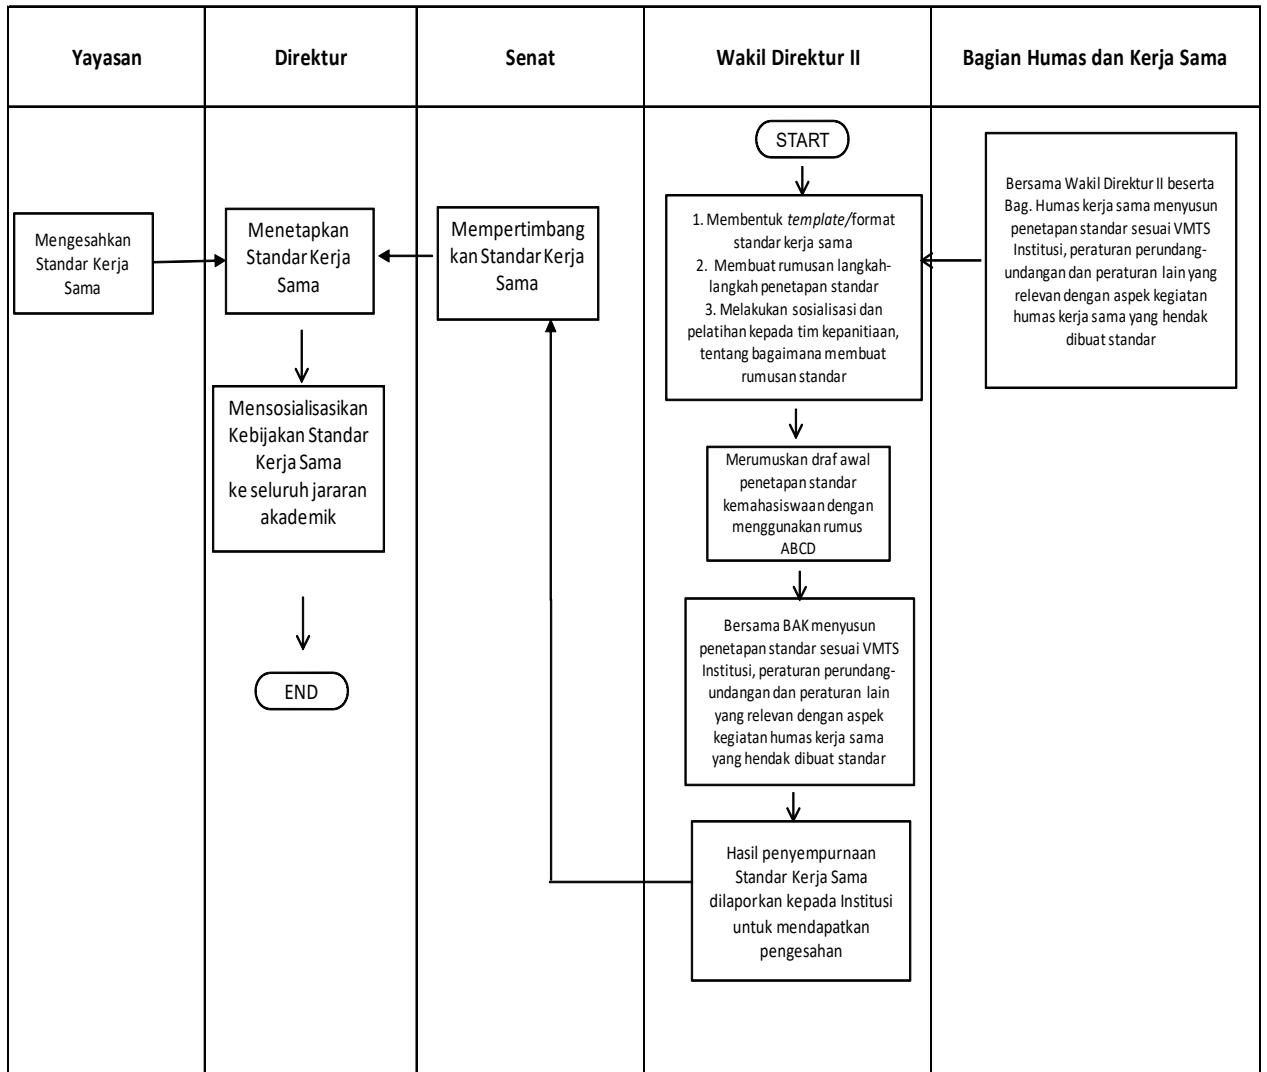 Yayasan
Direktur
Senat
Wakil Direktur II
Bagian Humas dan Kerja Sama
Mengesahkan
Standar Kerja
Sama
Menetapkan
Standar Kerja
Sama
Mensosialisasikan
Kebijakan Standar
Kerja Sama
ke seluruh jararan
akademik
END
Mempertimbang
kan Standar Kerja
Sama
START
1. Membentuk template/format
standar kerja sama
2. Membuat rumusan langkah-
langkah penetapan standar
3. Melakukan sosialisasi dan
pelatihan kepada tim kepanitiaan,
tentang bagaimana membuat
rumusan standar
Merumuskan draf awal
penetapan standar
kemahasiswaan dengan
menggunakan rumus
ABCD
Bersama BAK menyusun
penetapan standar sesuai VMTS
Institusi, peraturan perundang-
undangan dan peraturan lain
yang relevan dengan aspek
kegiatan humas kerja sama
yang hendak dibuat standar
Hasil penyempurnaan
Standar Kerja Sama
dilaporkan kepada Institusi
untuk mendapatkan
pengesahan
Bersama Wakil Direktur II beserta
Bag. Humas kerja sama menyusun
penetapan standar sesuai VMTS
Institusi, peraturan perundang-
undangan dan peraturan lain yang
relevan dengan aspek kegiatan
humas kerja sama yang hendak
dibuat standar